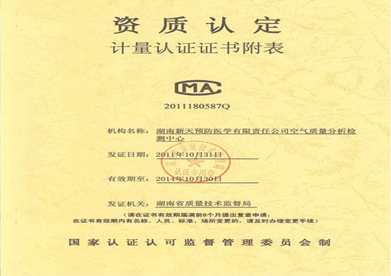 资质认定
计量认证证书附表
CMA
2011180587Q
机构名称：湖南新天预防医学有限责任公司空气质量分析检
测中心
发证日期：2011年10月31日
有效期至：2014年10月30日
发证机关：湖南省质量技术监督局
（请在证书有效期届满前6个月提出复查申请，
在证书有效期内有名称、人员、标准、场所变更的，请及时办理变更手续）
国家认证认可监督管理委员会制